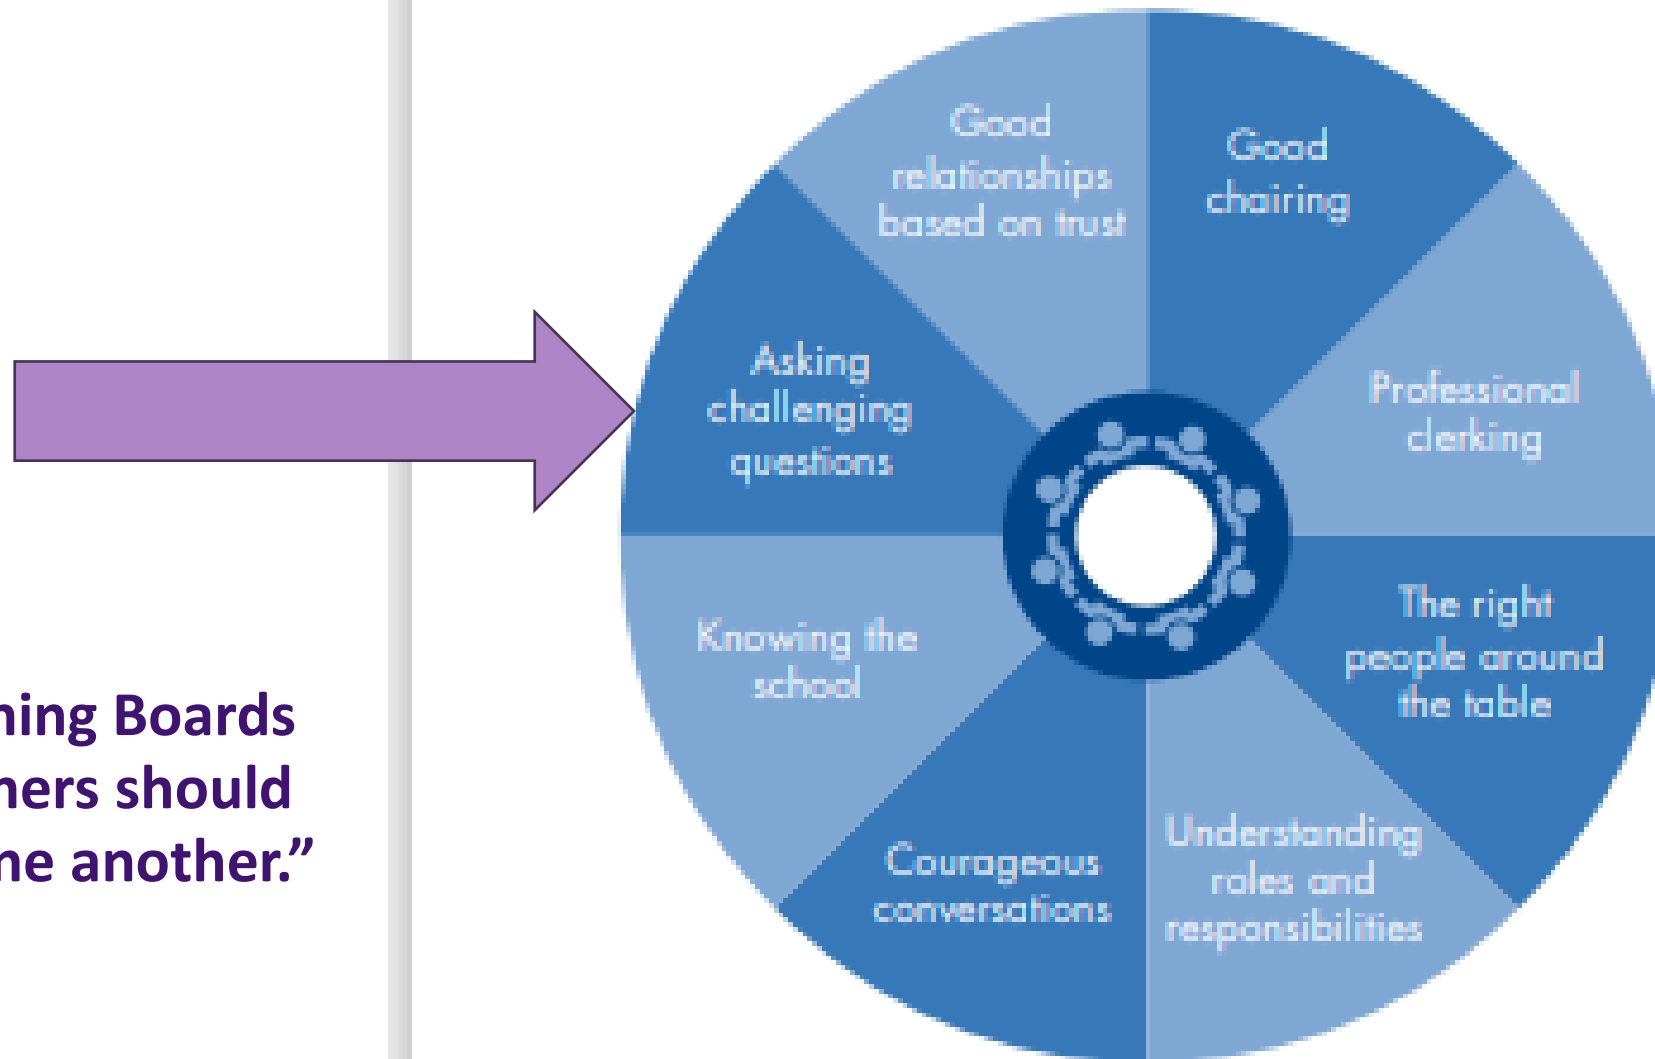 Good
relationships
based on trust
Good
chairing
Asking
challenging
questions
Professional
clerking
Knowing the
school
The right
people around
the table
Courageous
conversations
Understanding
roles and
responsibilities
ning Boards
ners should
ne another.”